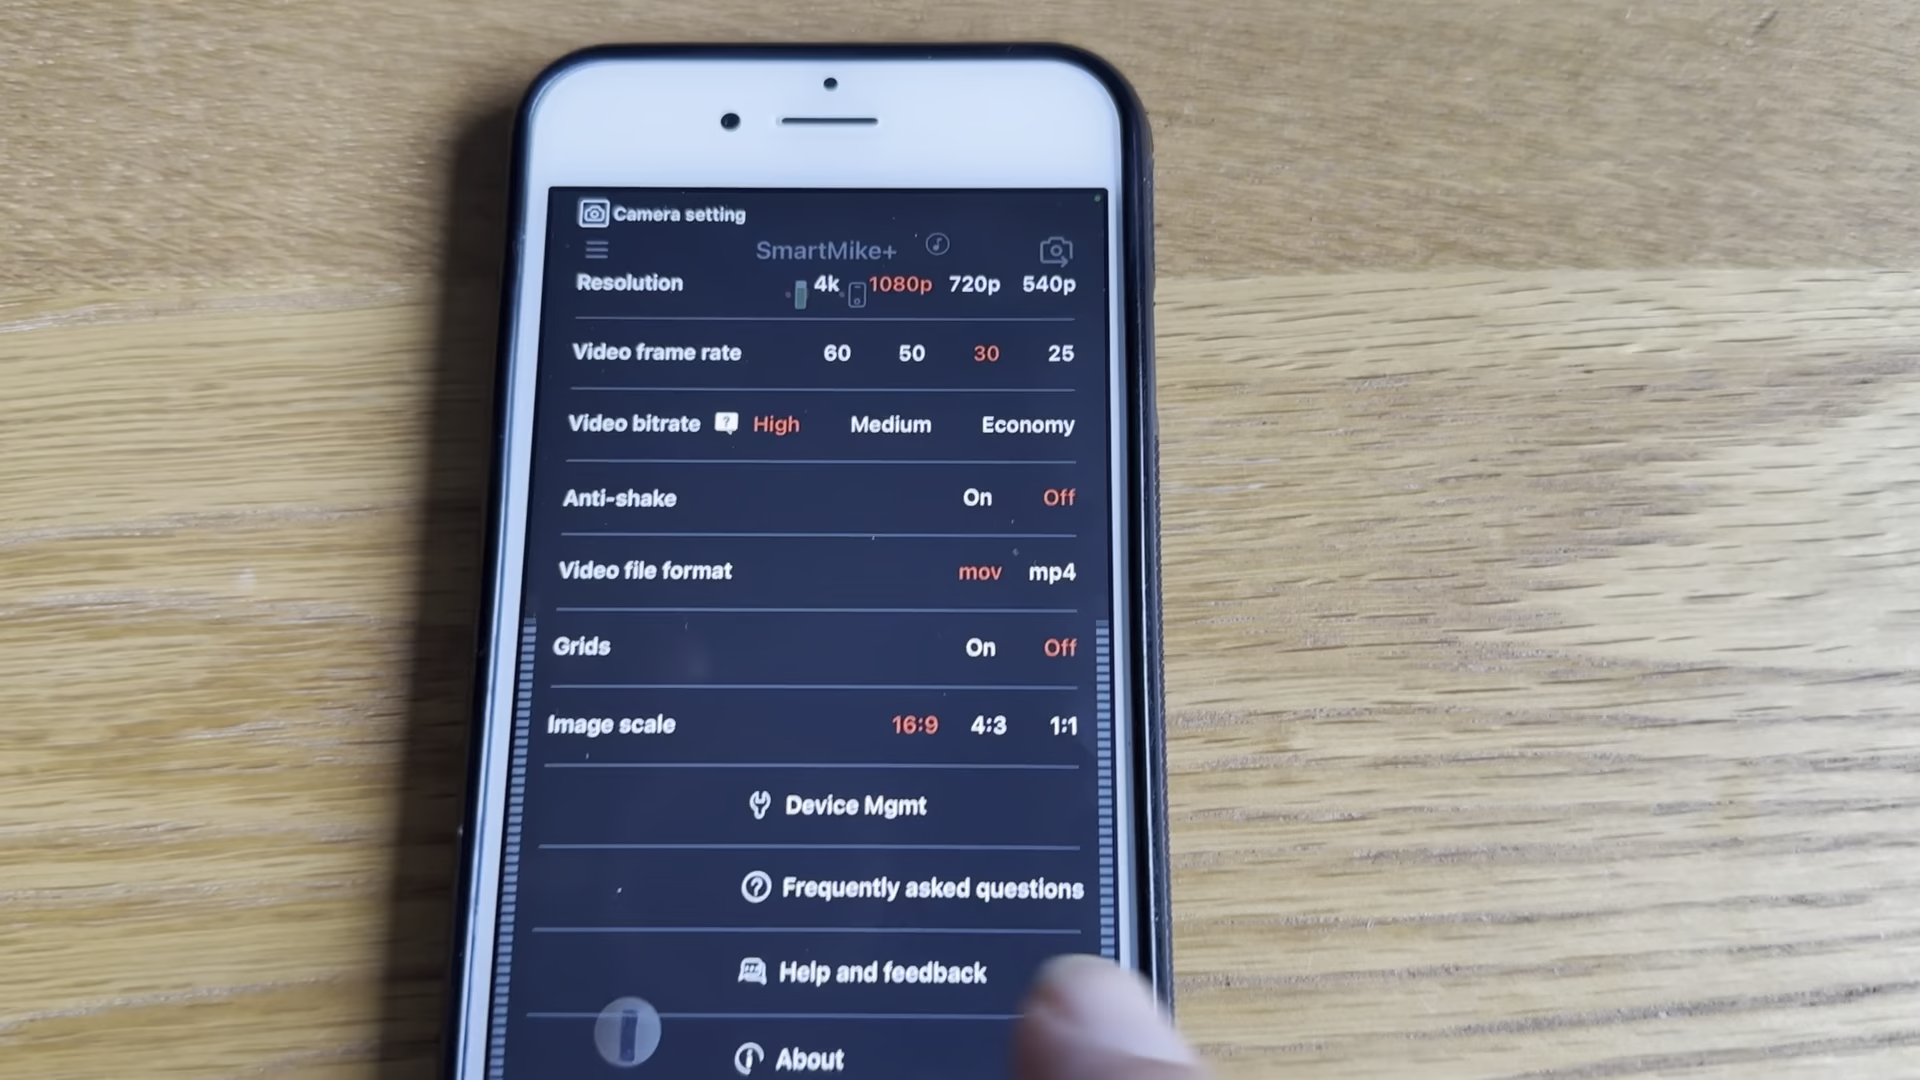 Camera setting
SmartMike+
Resolution 4k 1080p 720p 540p
Video frame rate 60 50 30 25
Video bitrate ? High Medium Economy
Anti-shake On Off
Video file format mov mp4
Grids On Off
Image scale 16:9 4:3 1:1
Device Mgmt
? Frequently asked questions
Help and feedback
About